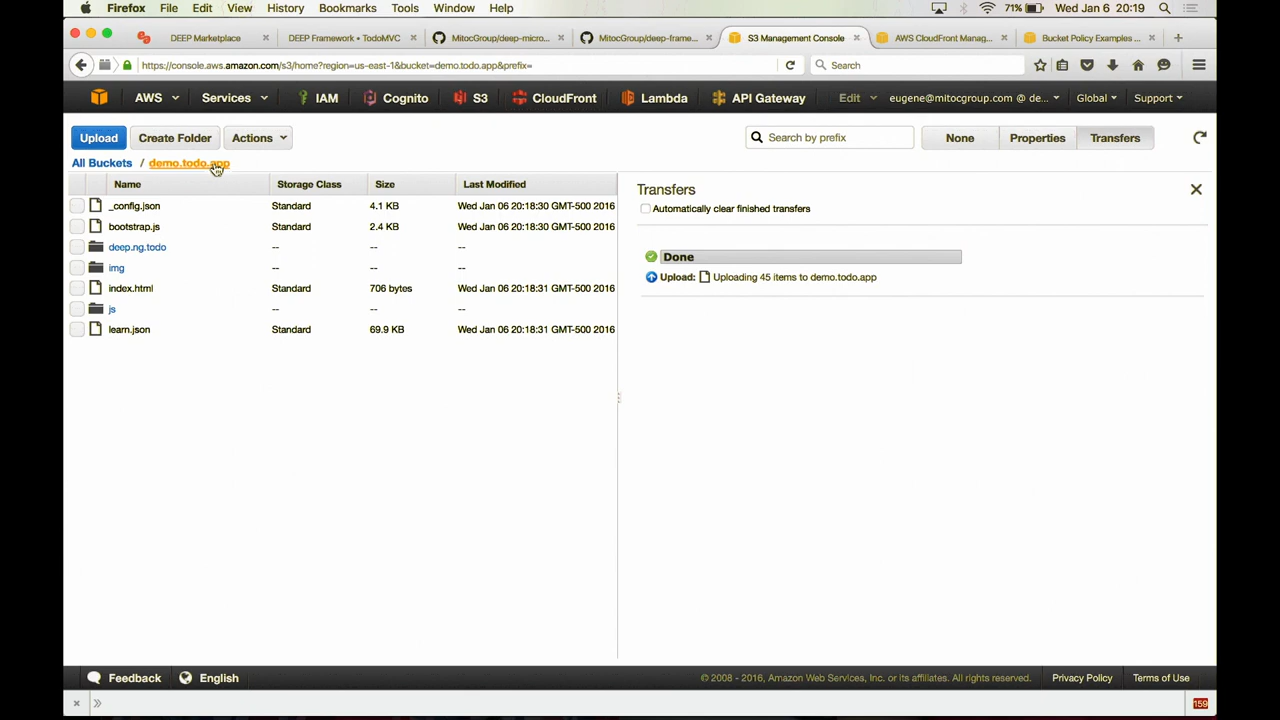 Firefox File Edit View History Bookmarks Tools Window Help 71% Wed Jan 6 20:19
DEEP Marketplace × DEEP Framework • TodoMVC × MitocGroup/deep-micro... × MitocGroup/deep-frame... × S3 Management Console × AWS CloudFront Manag... × Bucket Policy Examples ... × +
https://console.aws.amazon.com/s3/home?region=us-east-1&bucket=demo.todo.app&prefix= Search
AWS Services IAM Cognito S3 CloudFront Lambda API Gateway Edit eugene@mitocgroup.com @ de... Global Support
Upload Create Folder Actions Search by prefix None Properties Transfers
All Buckets / demo.todo.app
Name Storage Class Size Last Modified
_config.json Standard 4.1 KB Wed Jan 06 20:18:30 GMT-500 2016
bootstrap.js Standard 2.4 KB Wed Jan 06 20:18:30 GMT-500 2016
deep.ng.todo -- -- --
img -- -- --
index.html Standard 706 bytes Wed Jan 06 20:18:31 GMT-500 2016
js -- -- --
learn.json Standard 69.9 KB Wed Jan 06 20:18:31 GMT-500 2016
Transfers
Automatically clear finished transfers
Done
Upload: Uploading 45 items to demo.todo.app
Feedback English © 2008 - 2016, Amazon Web Services, Inc. or its affiliates. All rights reserved. Privacy Policy Terms of Use
× » 159